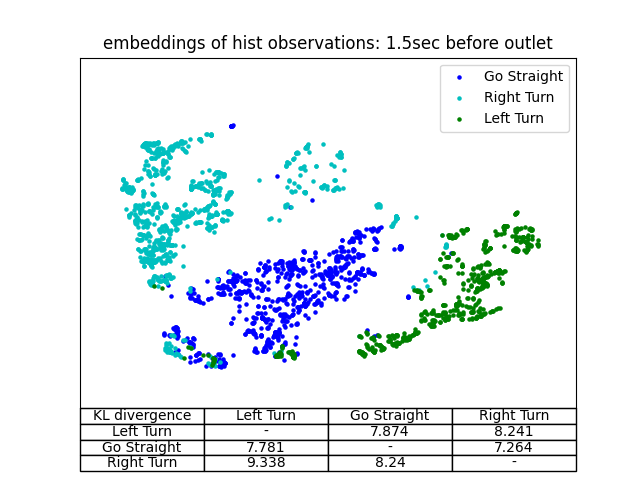 embeddings of hist observations: 1.5sec before outlet
Go Straight
Right Turn
Left Turn
KL divergence Left Turn Go Straight Right Turn
Left Turn - 7.874 8.241
Go Straight 7.781 - 7.264
Right Turn 9.338 8.24 -